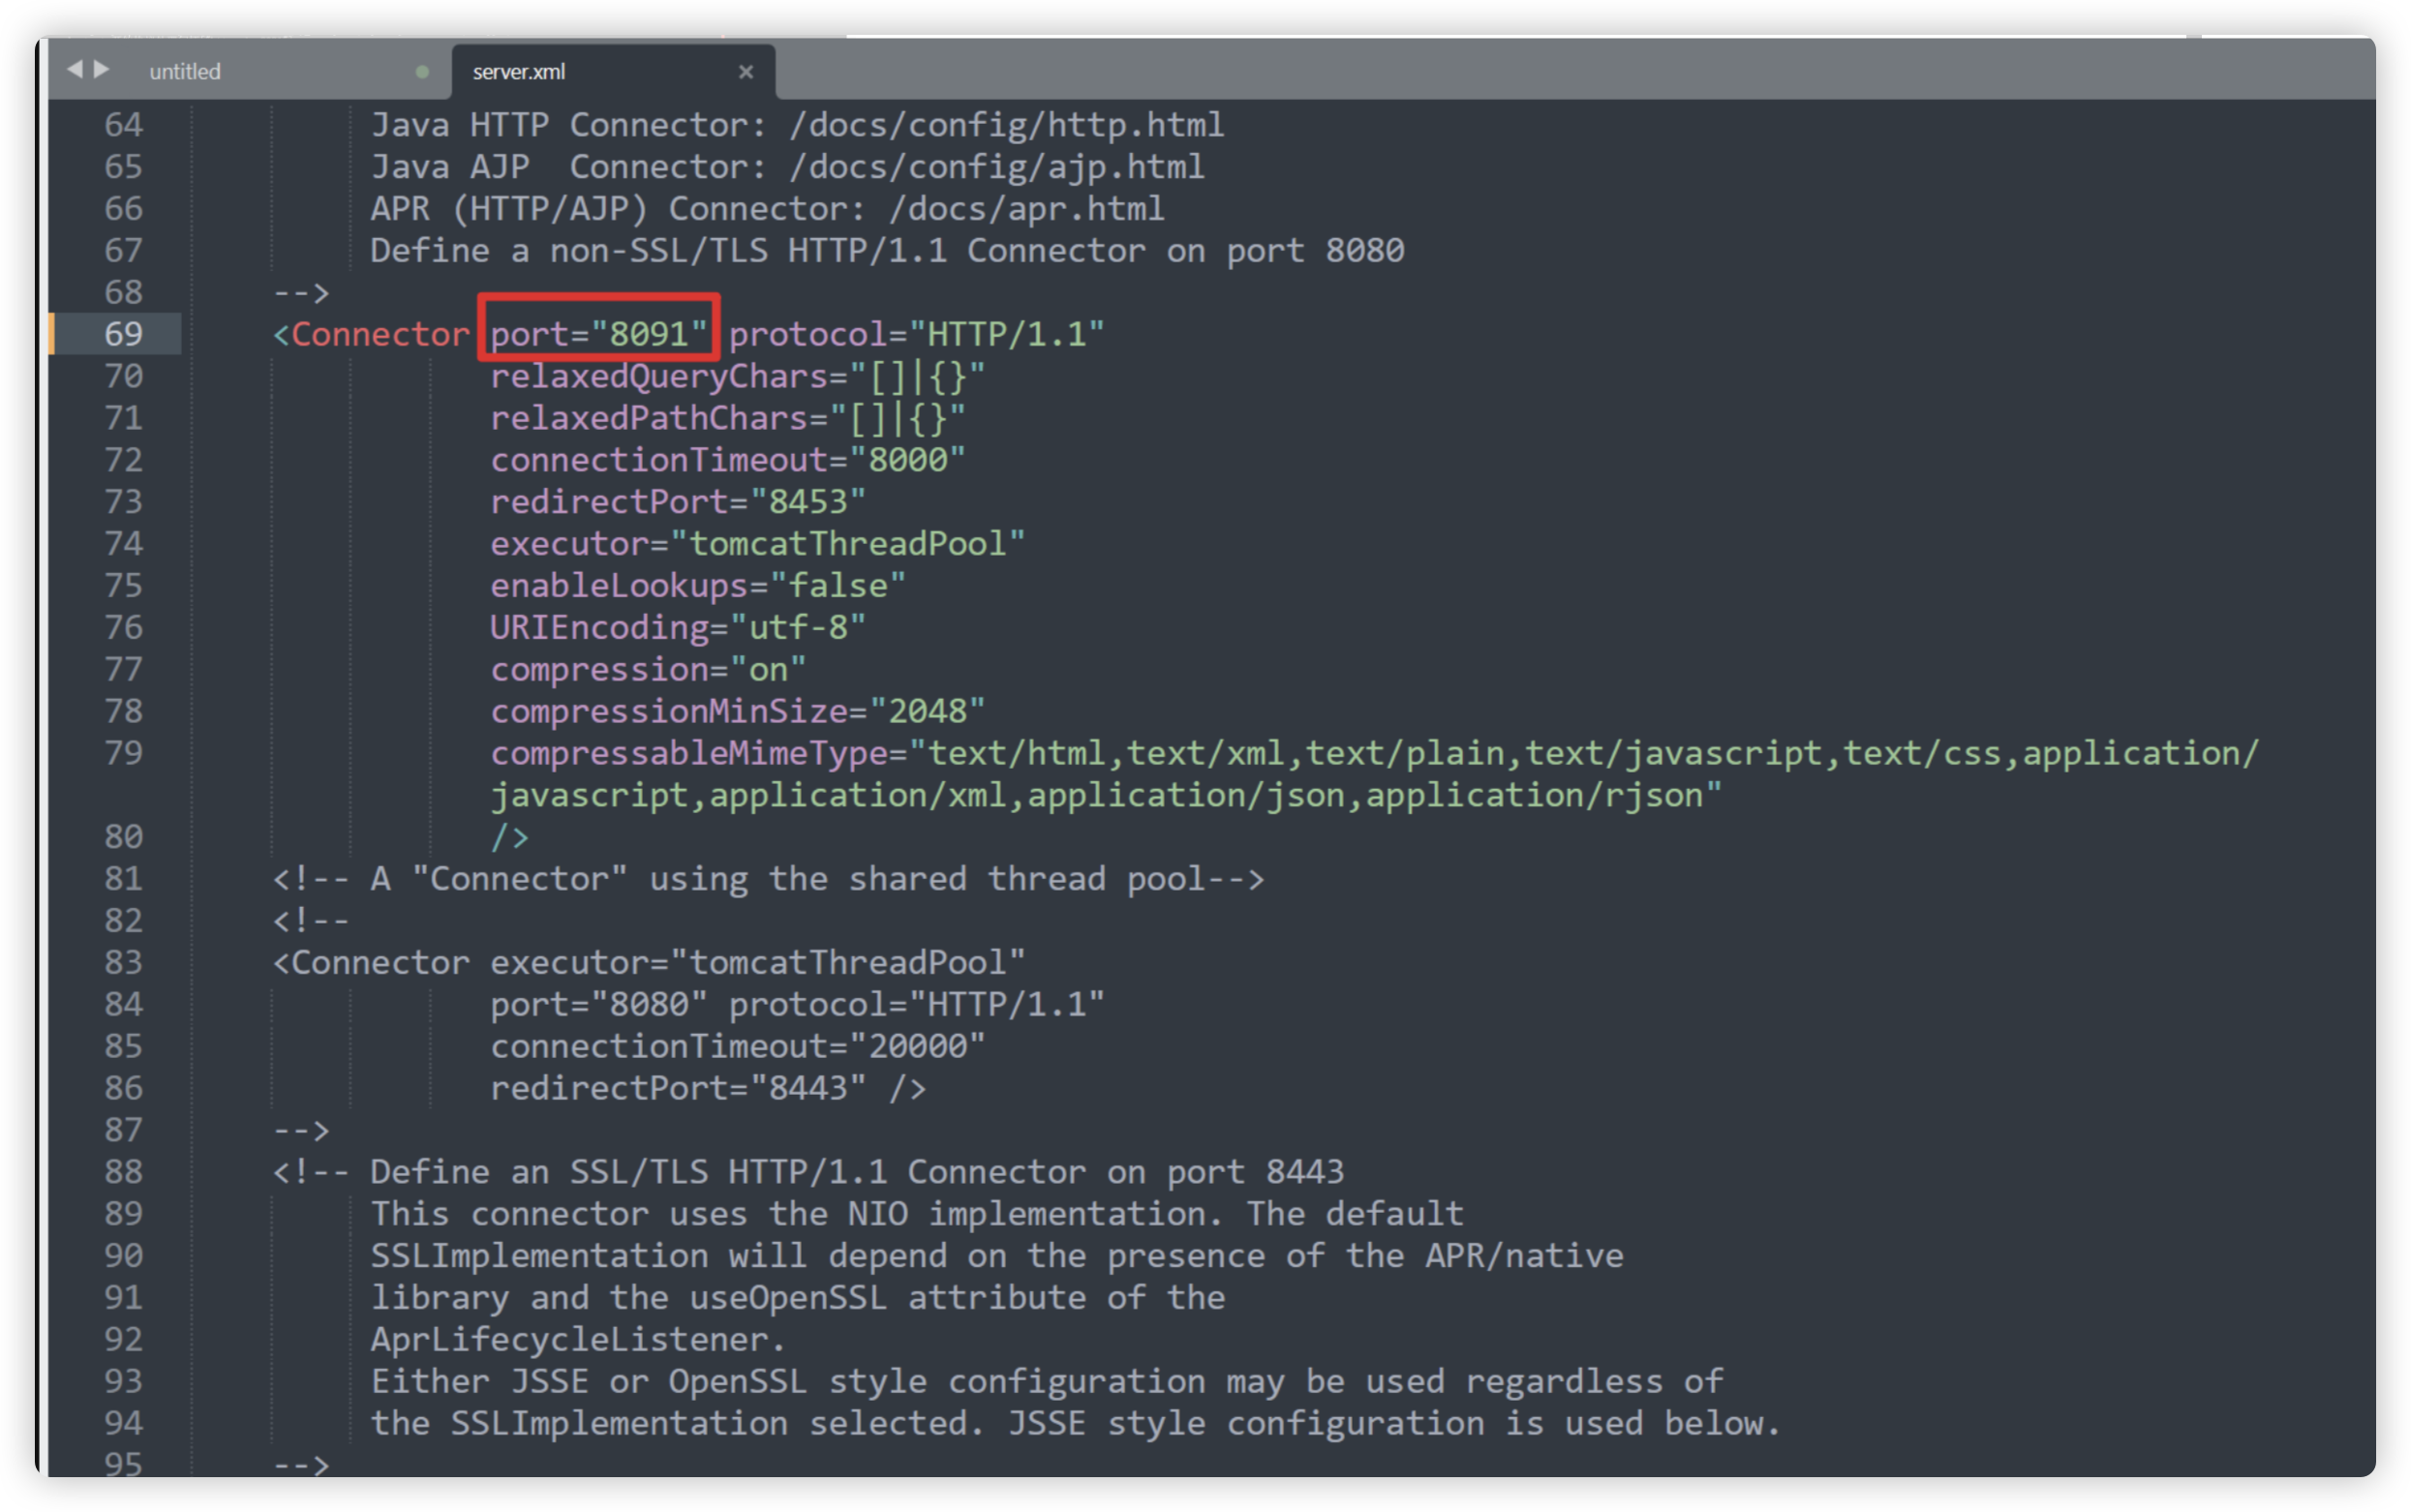 untitled
server.xml ×
64 Java HTTP Connector: /docs/config/http.html
65 Java AJP  Connector: /docs/config/ajp.html
66 APR (HTTP/AJP) Connector: /docs/apr.html
67 Define a non-SSL/TLS HTTP/1.1 Connector on port 8080
68 -->
69 <Connector port="8091" protocol="HTTP/1.1"
70 relaxedQueryChars="[]|{}"
71 relaxedPathChars="[]|{}"
72 connectionTimeout="8000"
73 redirectPort="8453"
74 executor="tomcatThreadPool"
75 enableLookups="false"
76 URIEncoding="utf-8"
77 compression="on"
78 compressionMinSize="2048"
79 compressableMimeType="text/html,text/xml,text/plain,text/javascript,text/css,application/
javascript,application/xml,application/json,application/rjson"
80 />
81 <!-- A "Connector" using the shared thread pool-->
82 <!--
83 <Connector executor="tomcatThreadPool"
84 port="8080" protocol="HTTP/1.1"
85 connectionTimeout="20000"
86 redirectPort="8443" />
87 -->
88 <!-- Define an SSL/TLS HTTP/1.1 Connector on port 8443
89 This connector uses the NIO implementation. The default
90 SSLImplementation will depend on the presence of the APR/native
91 library and the useOpenSSL attribute of the
92 AprLifecycleListener.
93 Either JSSE or OpenSSL style configuration may be used regardless of
94 the SSLImplementation selected. JSSE style configuration is used below.
95 -->